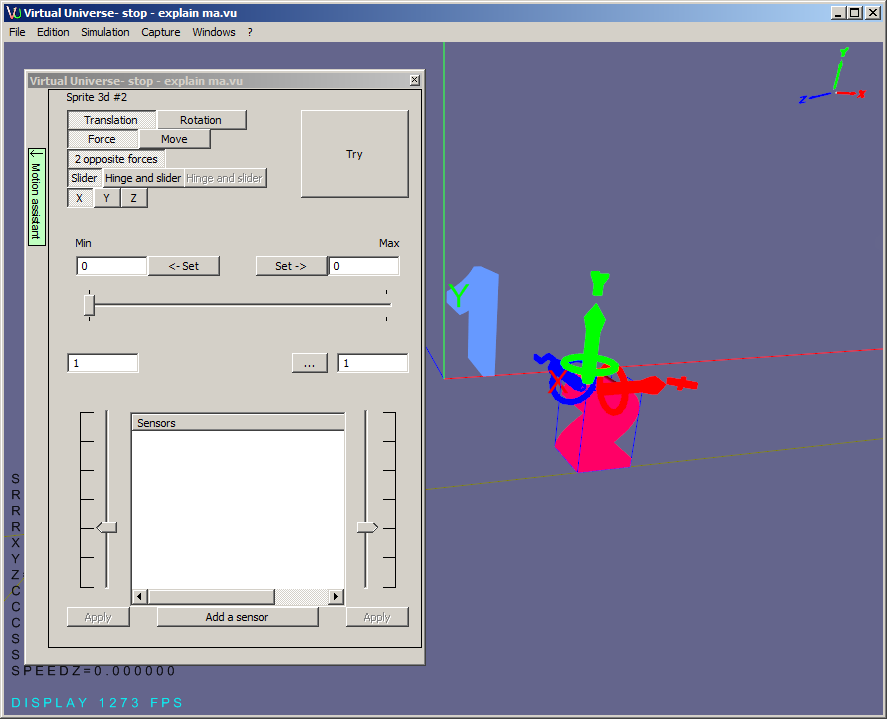 Virtual Universe- stop - explain ma.vu
File Edition Simulation Capture Windows ?
Virtual Universe- stop - explain ma.vu
Sprite 3d #2
Translation Rotation
Force Move
Try
2 opposite forces
Slider Hinge and slider Hinge and slider
X Y Z
Motion assistant
Min Max
0 <- Set Set -> 0
1 ... 1
Sensors
Apply Add a sensor Apply
S
R
R
R
X
Y
Z=
C
C
C
S
S
SPEEDZ=0.000000
DISPLAY 1273 FPS
Y
Z
X
1
Y
Y